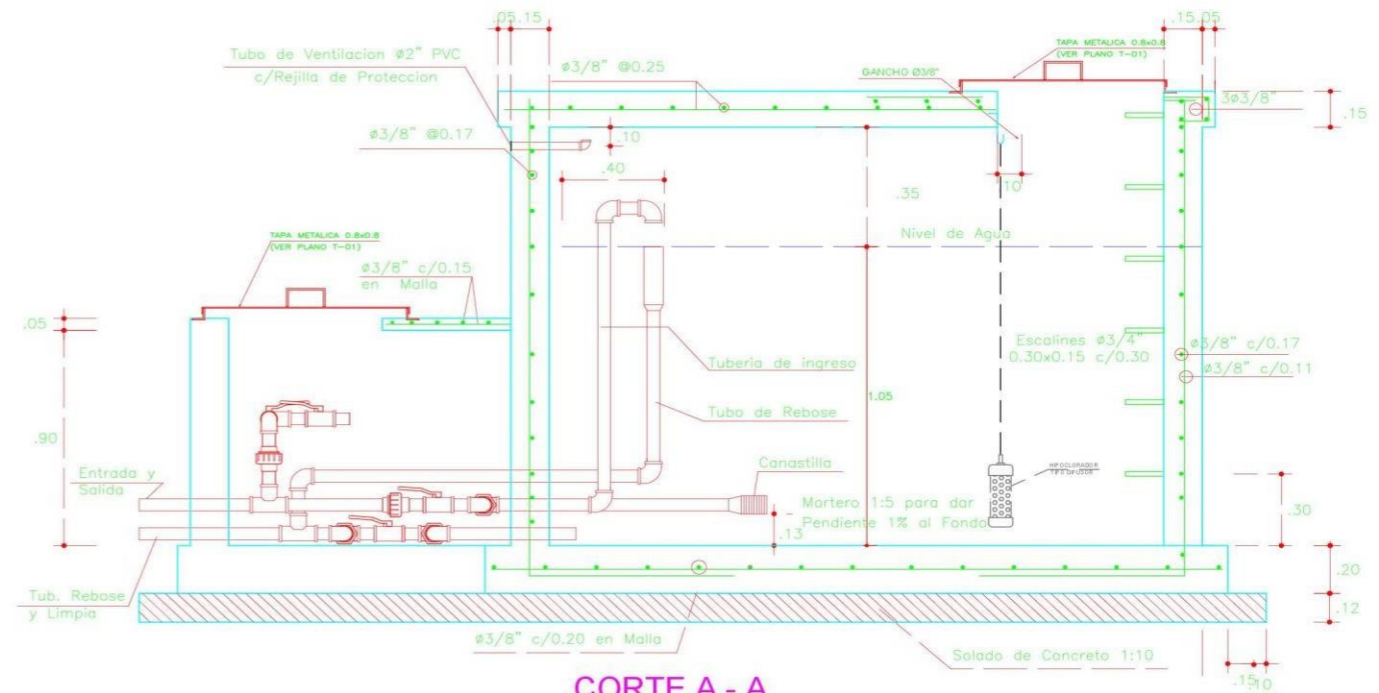 .05
.15
.15
.05
Tubo de Ventilacion ø2" PVC
c/Rejilla de Proteccion
ø3/8" @0.25
TAPA METALICA 0.8x0.8
(VER PLANO T-01)
GANCHO Ø3/8"
3ø3/8"
.15
ø3/8" @0.17
.10
.40
.10
.35
Nivel de Agua
TAPA METALICA 0.8x0.8
(VER PLANO T-01)
ø3/8" c/0.15
en Malla
.05
Escalines ø3/4"
0.30x0.15 c/0.30
ø3/8" c/0.17
ø3/8" c/0.11
Tuberia de ingreso
1.05
Tubo de Rebose
.90
Canastilla
HIPOCLORADOR
TIPO DIFUSOR
Entrada y
Salida
Mortero 1:5 para dar
Pendiente 1% al Fondo
.13
.30
.20
Tub. Rebose
y Limpia
.12
ø3/8" c/0.20 en Malla
Solado de Concreto 1:10
.15
.10
CORTE A - A